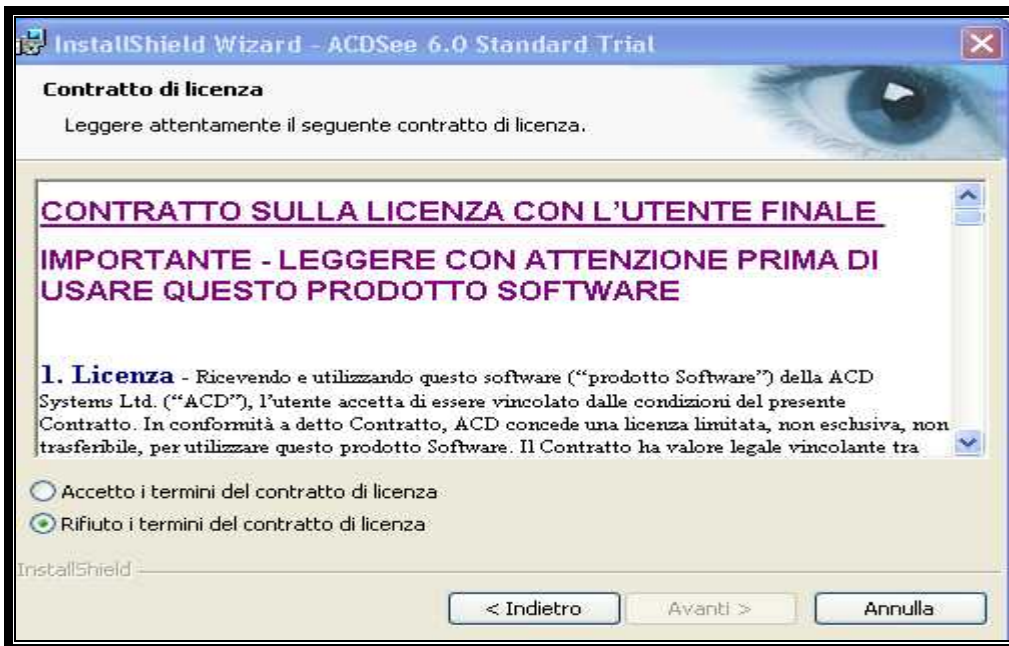 InstallShield Wizard - ACDSee 6.0 Standard Trial
Contratto di licenza
Leggere attentamente il seguente contratto di licenza.
CONTRATTO SULLA LICENZA CON L'UTENTE FINALE
IMPORTANTE - LEGGERE CON ATTENZIONE PRIMA DI
USARE QUESTO PRODOTTO SOFTWARE
1. Licenza - Ricevendo e utilizzando questo software (“prodotto Software”) della ACD
Systems Ltd. (“ACD”), l’utente accetta di essere vincolato dalle condizioni del presente
Contratto. In conformità a detto Contratto, ACD concede una licenza limitata, non esclusiva, non
trasferibile, per utilizzare questo prodotto Software. Il Contratto ha valore legale vincolante tra
Accetto i termini del contratto di licenza
Rifiuto i termini del contratto di licenza
InstallShield
< Indietro
Avanti >
Annulla